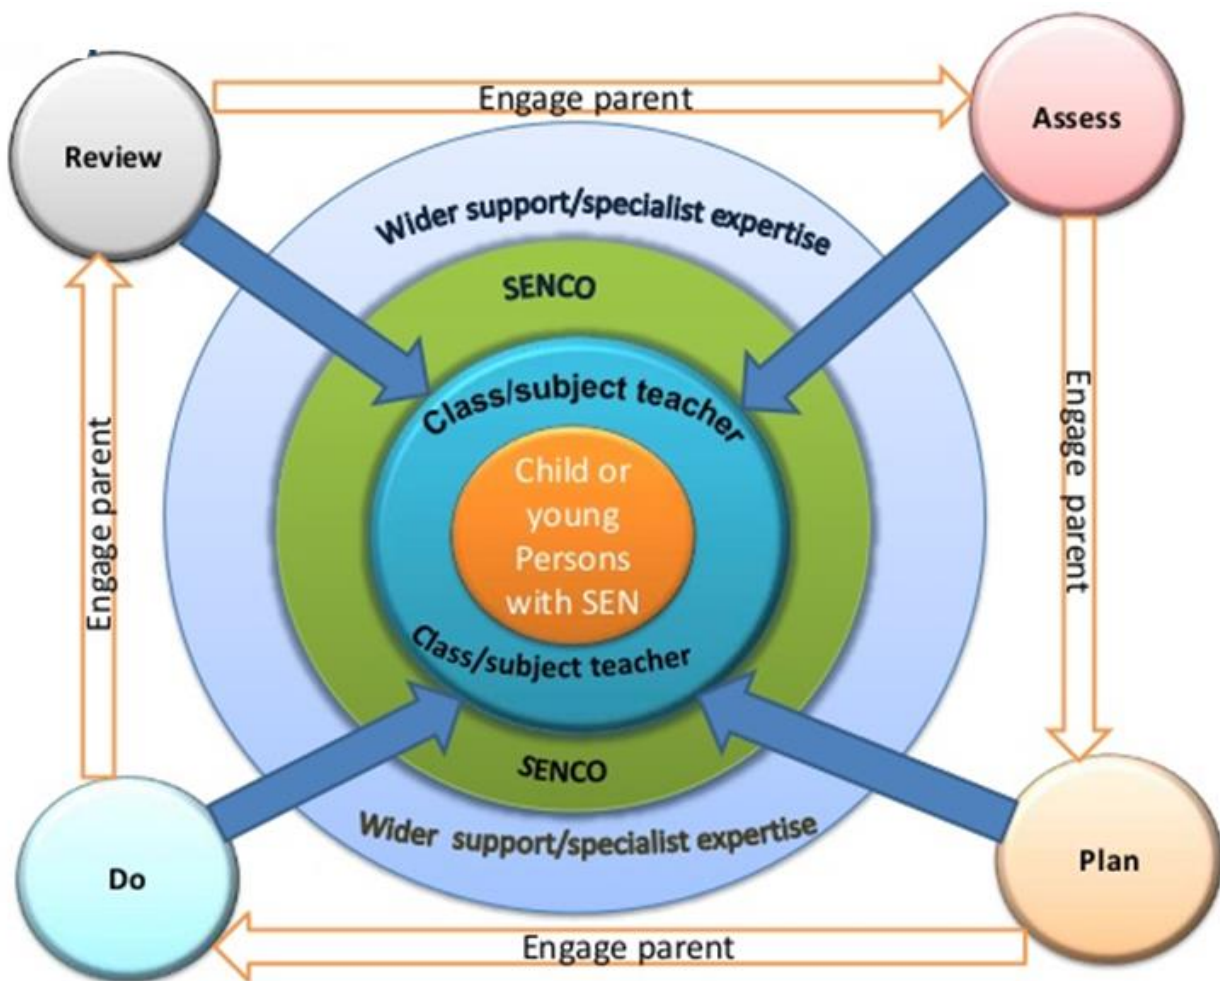 Engage parent
Assess
Review
Wider support/specialist expertise
SENCO
Class/subject teacher
Engage parent
Engage parent
Child or
young
Persons
with SEN
Class/subject teacher
SENCO
Wider support/specialist expertise
Do
Plan
Engage parent